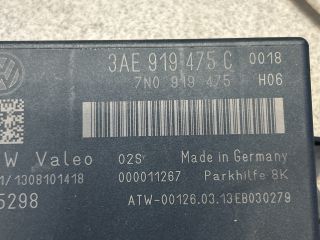 3AE 919 475 C 0018
7N0 919 475 H06
W Valeo 02S Made in Germany
1/1308101418 000011267 Parkhilfe 8K
5298 ATW-00126.03.13EB030279